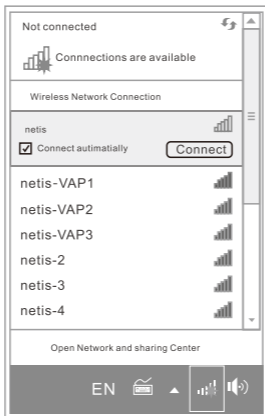 Not connected
Connnections are available
Wireless Network Connection
netis
Connect autimatially
Connect
netis-VAP1
netis-VAP2
netis-VAP3
netis-2
netis-3
netis-4
Open Network and sharing Center
EN